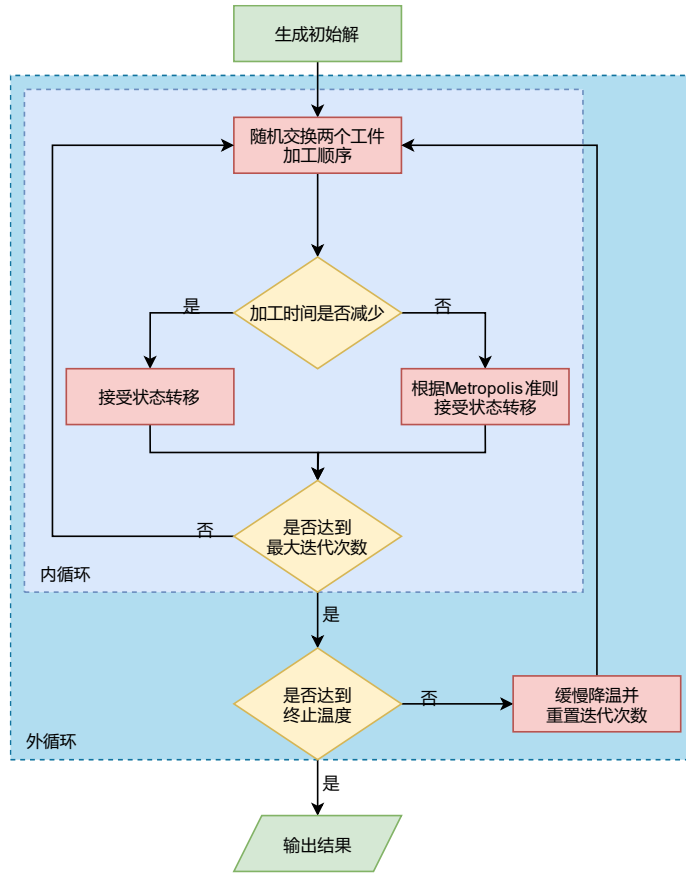 生成初始解
随机交换两个工件
加工顺序
加工时间是否减少
是
否
接受状态转移
根据Metropolis准则
接受状态转移
是否达到
最大迭代次数
否
内循环
是
是否达到
终止温度
否
缓慢降温并
重置迭代次数
外循环
是
输出结果